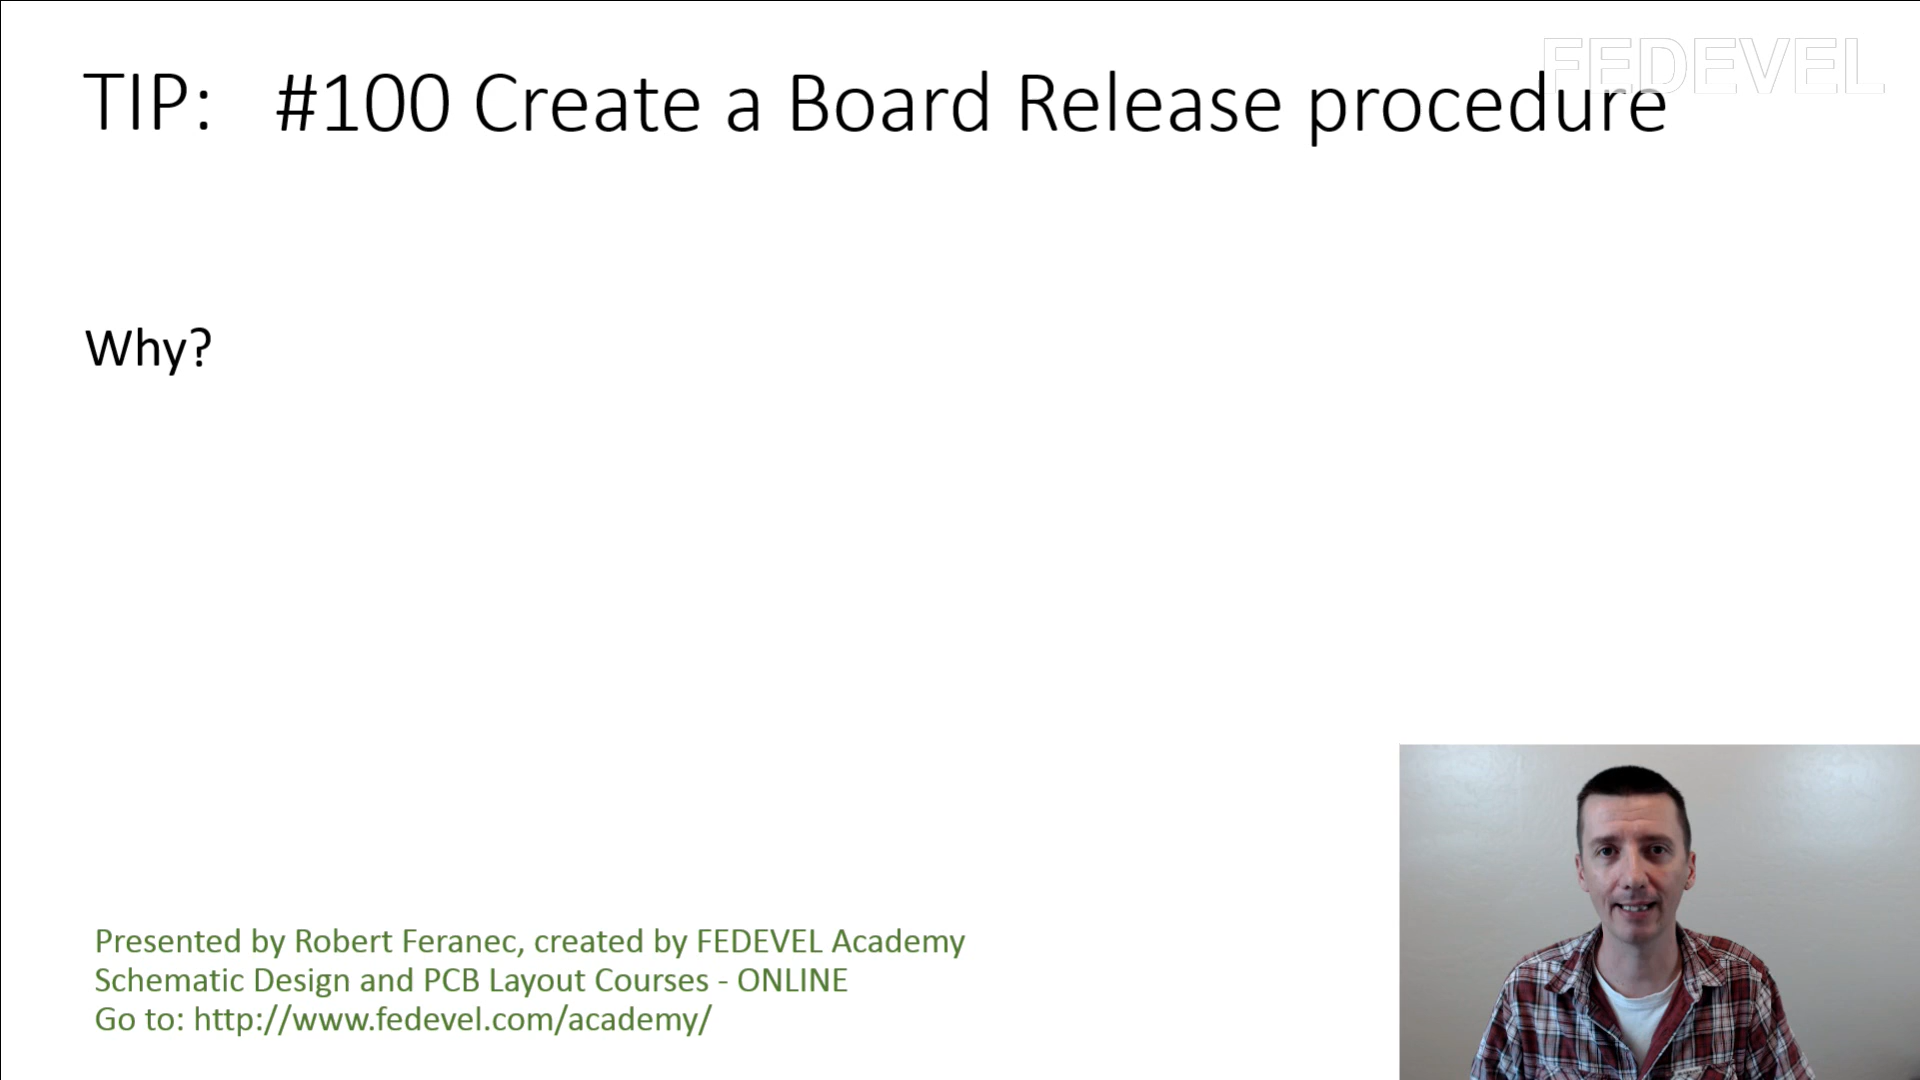 FEDEVEL
TIP: #100 Create a Board Release procedure
Why?
Presented by Robert Feranec, created by FEDEVEL Academy
Schematic Design and PCB Layout Courses - ONLINE
Go to: http://www.fedevel.com/academy/